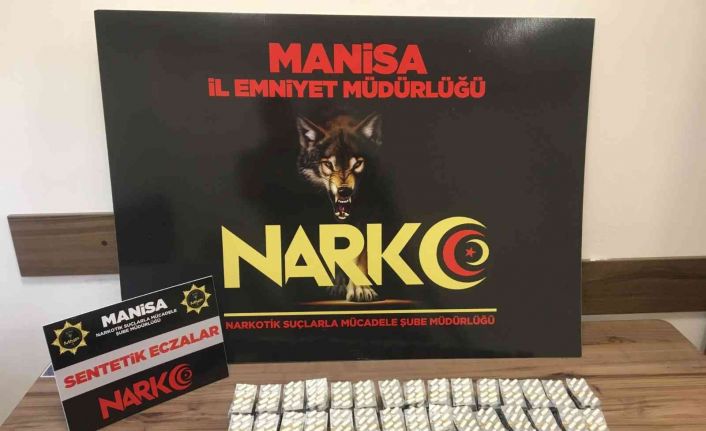 MANİSA
İL EMNİYET MÜDÜRLÜĞÜ
NARKO
NARKOTİK SUÇLARLA MÜCADELE ŞUBE MÜDÜRLÜĞÜ
MANİSA
NARKOTİK SUÇLARLA MÜCADELE
ŞUBE MÜDÜRLÜĞÜ
SENTETİK ECZALAR
NARKO